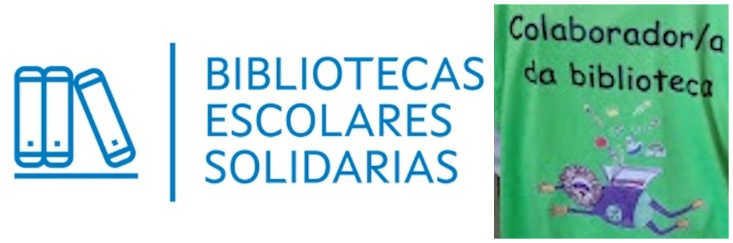 BIBLIOTECAS
ESCOLARES
SOLIDARIAS
Colaborador/a
da biblioteca